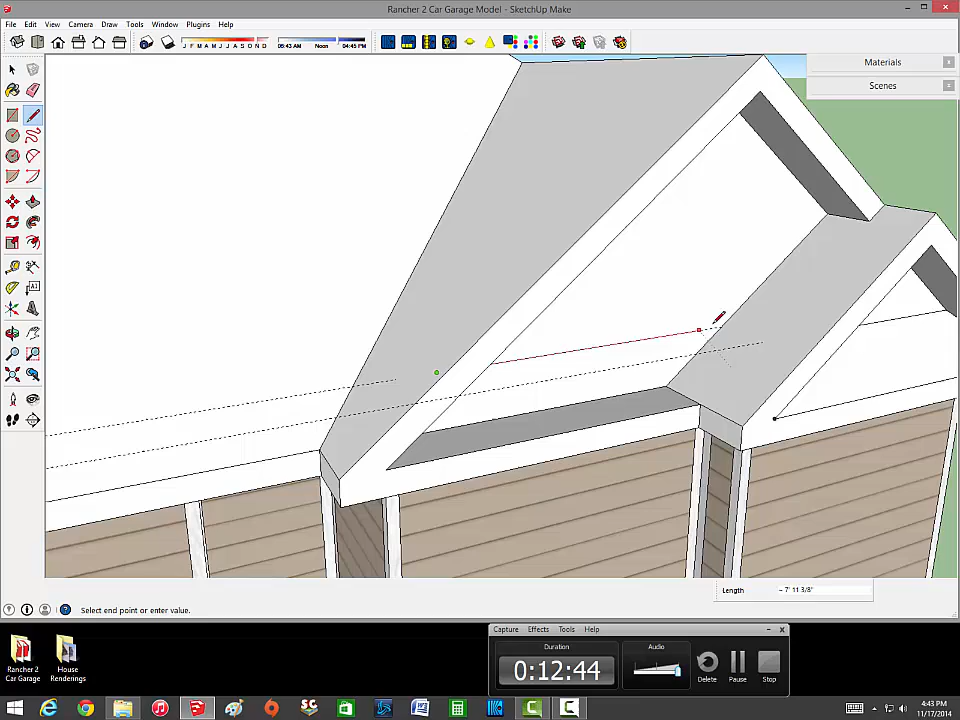 Rancher 2 Car Garage Model - SketchUp Make
File Edit View Camera Draw Tools Window Plugins Help
J F M A M J J A S O N D 06:43 AM Noon 04:45 PM
Materials
Scenes
A1
Select end point or enter value.
Length ~ 7' 11 3/8"
Capture Effects Tools Help
Duration
0:12:44
Audio
Delete Pause Stop
Rancher 2 Car Garage
House Renderings
SC
4:43 PM
11/17/2014